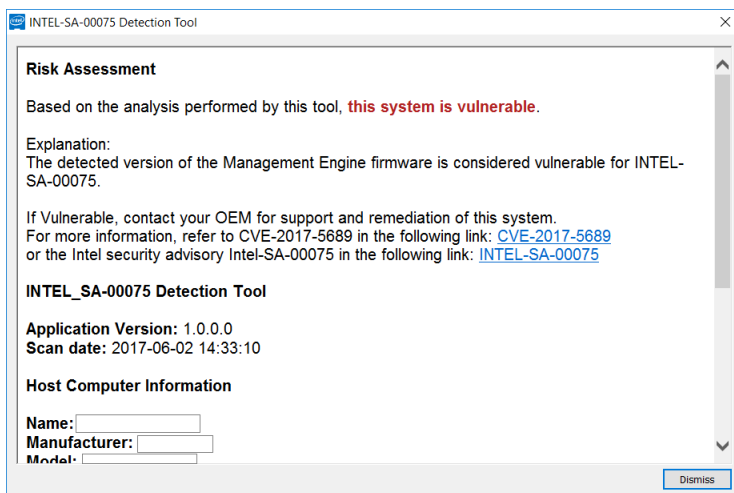 INTEL-SA-00075 Detection Tool
Risk Assessment
Based on the analysis performed by this tool, this system is vulnerable.
Explanation:
The detected version of the Management Engine firmware is considered vulnerable for INTEL-
SA-00075.
If Vulnerable, contact your OEM for support and remediation of this system.
For more information, refer to CVE-2017-5689 in the following link: CVE-2017-5689
or the Intel security advisory Intel-SA-00075 in the following link: INTEL-SA-00075
INTEL_SA-00075 Detection Tool
Application Version: 1.0.0.0
Scan date: 2017-06-02 14:33:10
Host Computer Information
Name:
Manufacturer:
Model:
Dismiss